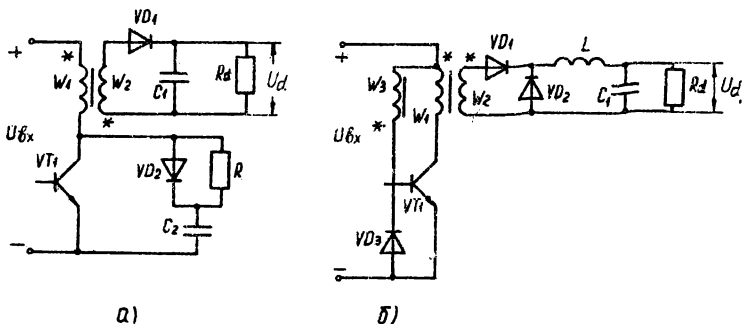 +
*
W1
W2
VD1
C1
Rd
Ud
*
Uвх
VT1
VD2
R
C2
−
а)
+
*
*
W3
W1
W2
*
VD1
L
VD2
C1
Rd
Ud.
Uвх
VT1
VD3
−
б)